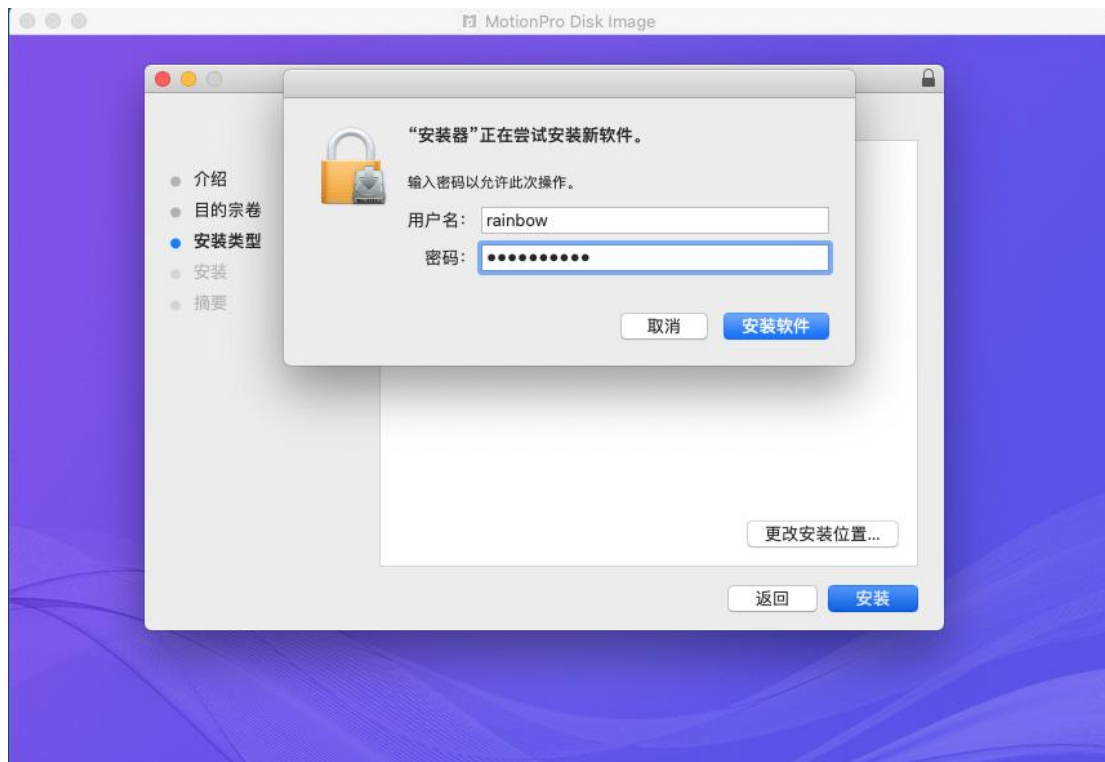 MotionPro Disk Image
“安装器”正在尝试安装新软件。
输入密码以允许此次操作。
用户名： rainbow
密码： ●●●●●●●●●●
取消 安装软件
介绍
目的宗卷
安装类型
安装
摘要
更改安装位置...
返回 安装